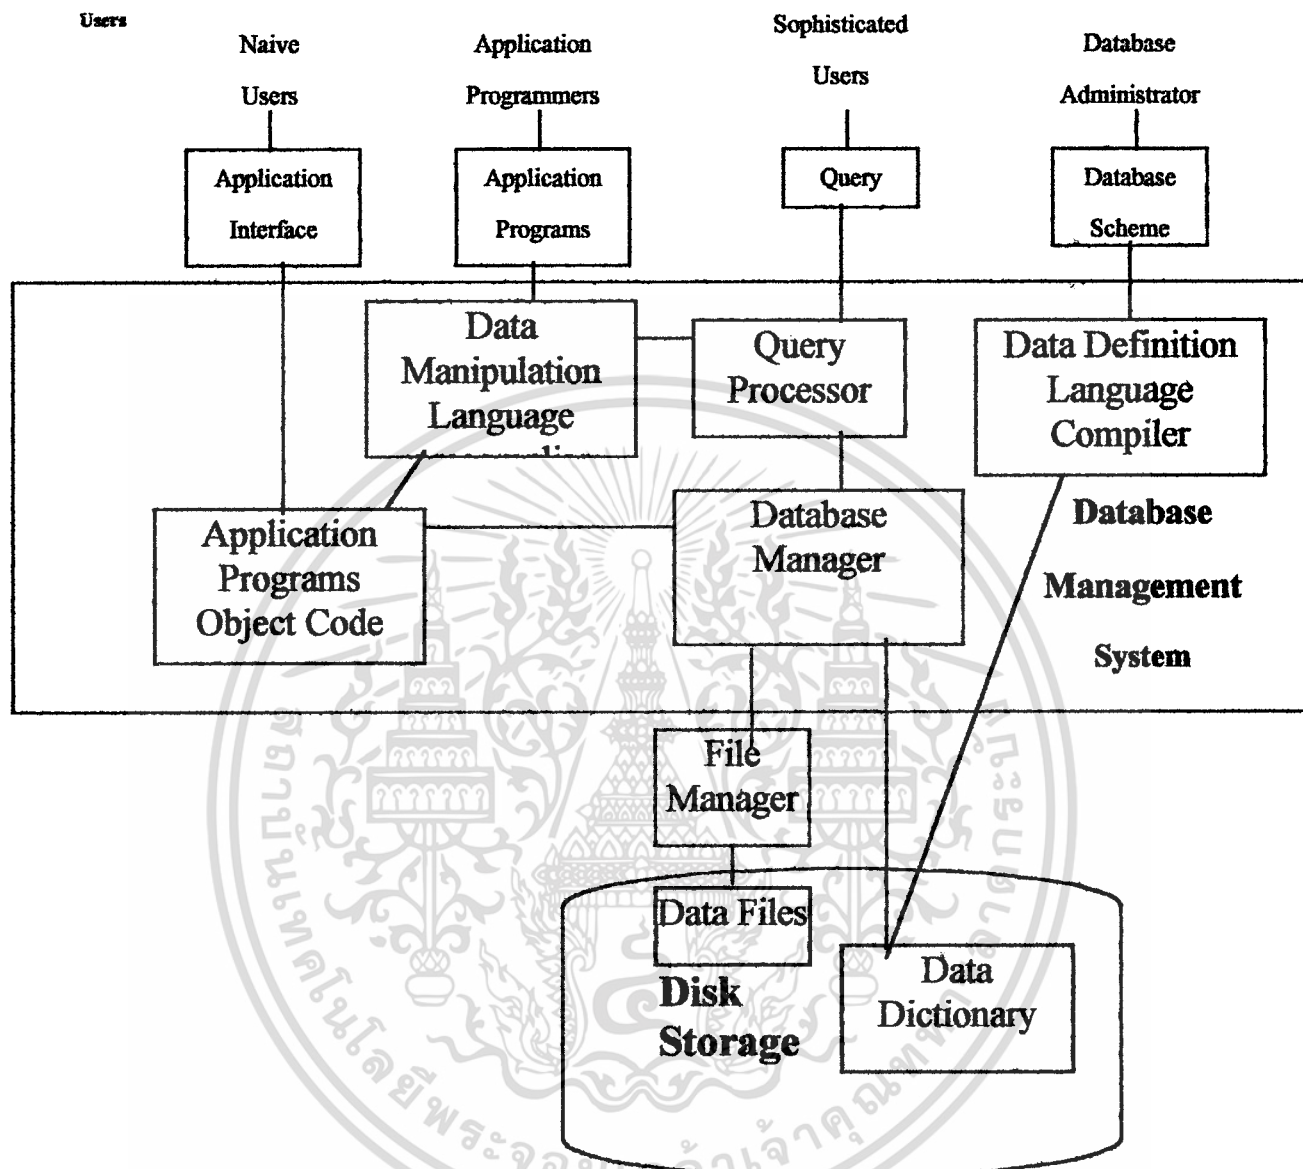 Users
Naive
Users
Application
Programmers
Sophisticated
Users
Database
Administrator
Application
Interface
Application
Programs
Query
Database
Scheme
Data
Manipulation
Language
Query
Processor
Data Definition
Language
Compiler
Application
Programs
Object Code
Database
Manager
Database
Management
System
File
Manager
Data Files
Disk
Storage
Data
Dictionary